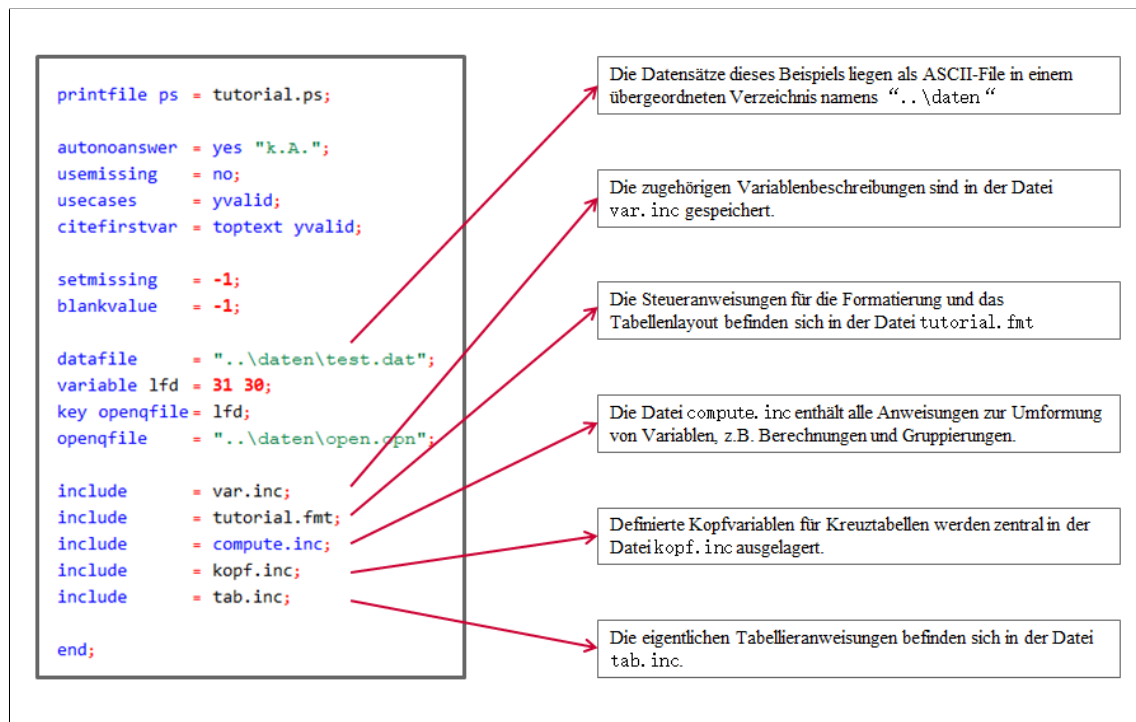 printfile ps = tutorial.ps;
autonoanswer = yes "k.A.";
usemissing = no;
usecases = yvalid;
citefirstvar = toptext yvalid;
setmissing = -1;
blankvalue = -1;
datafile = "..\daten\test.dat";
variable lfd = 31 30;
key openqfile= lfd;
openqfile = "..\daten\open.opn";
include = var.inc;
include = tutorial.fmt;
include = compute.inc;
include = kopf.inc;
include = tab.inc;
end;
Die Datensätze dieses Beispiels liegen als ASCII-File in einem
übergeordneten Verzeichnis namens “..\daten“
Die zugehörigen Variablenbeschreibungen sind in der Datei
var.inc gespeichert.
Die Steueranweisungen für die Formatierung und das
Tabellenlayout befinden sich in der Datei tutorial.fmt
Die Datei compute.inc enthält alle Anweisungen zur Umformung
von Variablen, z.B. Berechnungen und Gruppierungen.
Definierte Kopfvariablen für Kreuztabellen werden zentral in der
Datei kopf.inc ausgelagert.
Die eigentlichen Tabellieranweisungen befinden sich in der Datei
tab.inc.